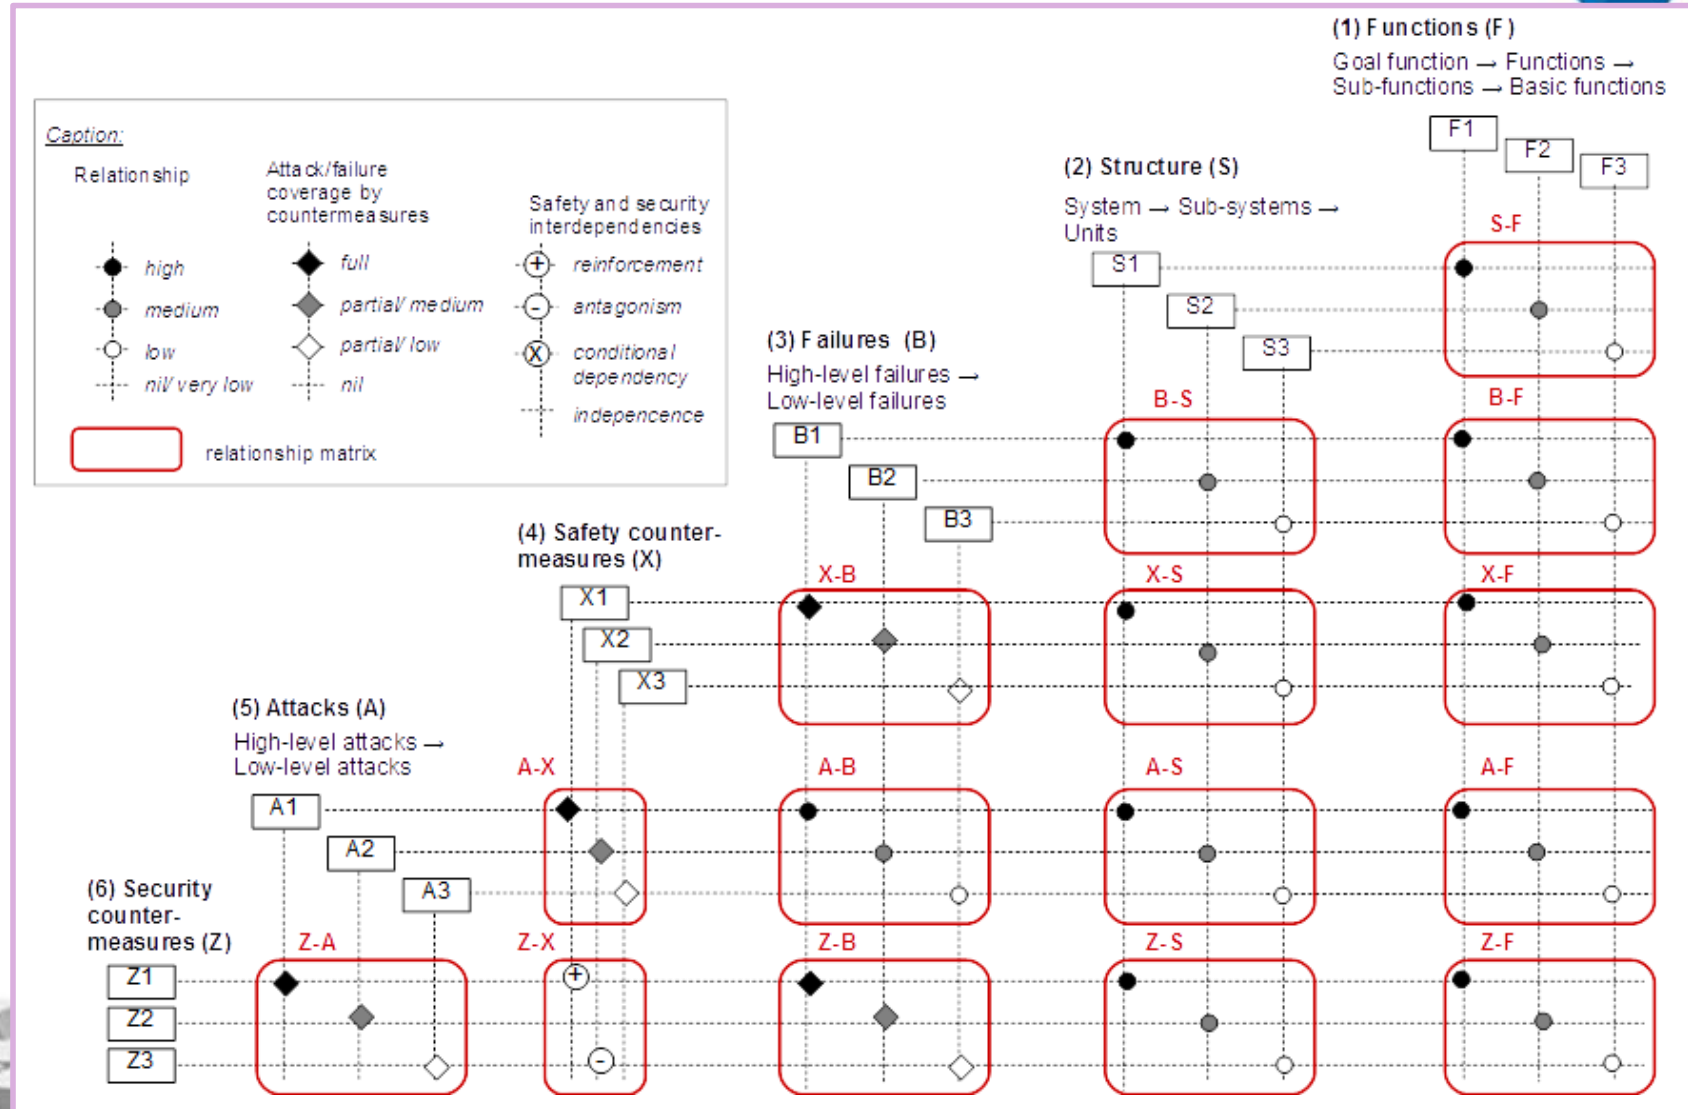 (1) Functions (F)
Goal function → Functions →
Sub-functions → Basic functions
F1
F2
F3
Caption:
Relationship
Attack/failure
coverage by
countermeasures
Safety and security
interdependencies
high
medium
low
nil/ very low
full
partial/ medium
partial/ low
nil
+
reinforcement
-
antagonism
X
conditional
dependency
indepencence
relationship matrix
(2) Structure (S)
System → Sub-systems →
Units
S-F
S1
S2
S3
(3) Failures (B)
High-level failures →
Low-level failures
B-S
B-F
B1
B2
B3
(4) Safety counter-
measures (X)
X-B
X-S
X-F
X1
X2
X3
(5) Attacks (A)
High-level attacks →
Low-level attacks
A-X
A-B
A-S
A-F
A1
A2
A3
(6) Security
counter-
measures (Z)
Z-A
Z-X
Z-B
Z-S
Z-F
Z1
+
Z2
Z3
-